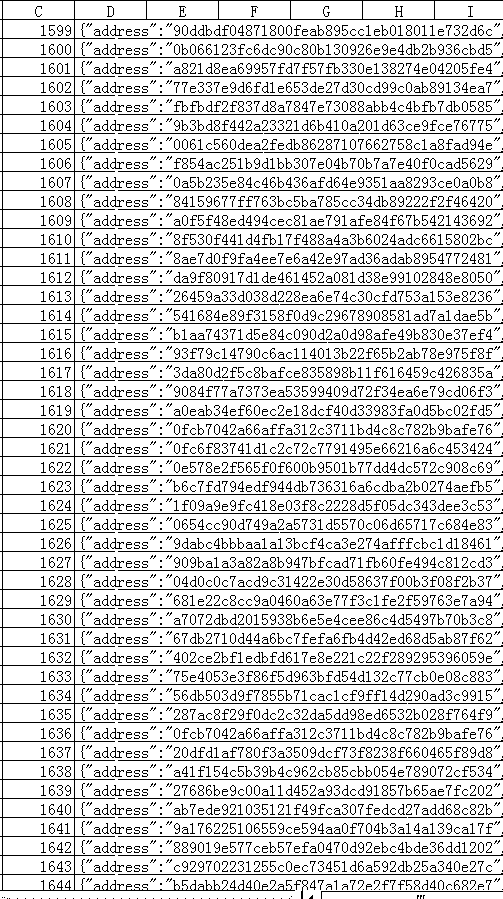 C D E F G H I
1599 {"address":"90ddbdf04871800feab895cc1eb018011e732d6c",
1600 {"address":"0b066123fc6dc90c80b130926e9e4db2b936cbd5",
1601 {"address":"a821d8ea69957fd7f57fb330e138274e04205fe4",
1602 {"address":"77e337e9d6fd1e653de27d30cd99c0ab89134ea7",
1603 {"address":"fbfbdf2f837d8a7847e73088abb4c4bfb7db0585",
1604 {"address":"9b3bd8f442a23321d6b410a201d63ce9fce76775",
1605 {"address":"0061c560dea2fedb86287107662758c1a8fad94e",
1606 {"address":"f854ac251b9d1bb307e04b70b7a7e40f0cad5629",
1607 {"address":"0a5b235e84c46b436afd64e9351aa8293ce0a0b8",
1608 {"address":"84159677ff763bc5ba785cc34db89222f2f46420",
1609 {"address":"a0f5f48ed494cec81ae791afe84f67b542143692",
1610 {"address":"8f530f441d4fb17f488a4a3b6024adc6615802bc",
1611 {"address":"8ae7d0f9fa4ee7e6a42e97ad36adab8954772481",
1612 {"address":"da9f80917d1de461452a081d38e99102848e8050",
1613 {"address":"26459a33d038d228ea6e74c30cfd753a153e8236",
1614 {"address":"541684e89f3158f0d9c29678908581ad7a1dae5b",
1615 {"address":"b1aa74371d5e84c090d2a0d98afe49b830e37ef4",
1616 {"address":"93f79c14790c6ac114013b22f65b2ab78e975f8f",
1617 {"address":"3da80d2f5c8bafce835898b11f616459c426835a",
1618 {"address":"9084f77a7373ea53599409d72f34ea6e79cd06f3",
1619 {"address":"a0eab34ef60ec2e18dcf40d33983fa0d5bc02fd5",
1620 {"address":"0fcb7042a66affa312c3711bd4c8c782b9bafe76",
1621 {"address":"0fc6f83741d1c2c72c7791495e66216a6c453424",
1622 {"address":"0e578e2f565f0f600b9501b77dd4dc572c908c69",
1623 {"address":"b6c7fd794edf944db736316a6cdba2b0274aefb5",
1624 {"address":"1f09a9e9fc418e03f8c2228d5f05dc343dee3c53",
1625 {"address":"0654cc90d749a2a5731d5570c06d65717c684e83",
1626 {"address":"9dabc4bbbaa1a13bcf4ca3e274afffcbc1d18461",
1627 {"address":"909ba1a3a82a8b947bfcad71fb60fe494c812cd3",
1628 {"address":"04d0c0c7acd9c31422e30d58637f00b3f08f2b37",
1629 {"address":"681e22c8cc9a0460a63e77f3c1fe2f59763e7a94",
1630 {"address":"a7072dbd2015938b6e5e4cee86c4d5497b70b3c8",
1631 {"address":"67db2710d44a6bc7fefa6fb4d42ed68d5ab87f62",
1632 {"address":"402ce2bf1edbfd617e8e221c22f289295396059e",
1633 {"address":"75e4053e3f86f5d963bfd54d132c77cb0e08c883",
1634 {"address":"56db503d9f7855b71cac1cf9ff14d290ad3c9915",
1635 {"address":"287ac8f29f0dc2c32da5dd98ed6532b028f764f9",
1636 {"address":"0fcb7042a66affa312c3711bd4c8c782b9bafe76",
1637 {"address":"20dfd1af780f3a3509dcf73f8238f660465f89d8",
1638 {"address":"a41f154c5b39b4c962cb85cbb054e789072cf534",
1639 {"address":"27686be9c00a11d452a93dcd91857b65ae7fc202",
1640 {"address":"ab7ede921035121f49fca307fedcd27add68c82b",
1641 {"address":"9a176225106559ce594aa0f704b3a14a139ca17f",
1642 {"address":"889019e577ceb57efa0470d92ebc4bde36dd1202",
1643 {"address":"c929702231255c0ec73451d6a592db25a340e27c",
1644 {"address":"b5dabb24d40e2a5f847a1a72e2f7f58d40c682e7",